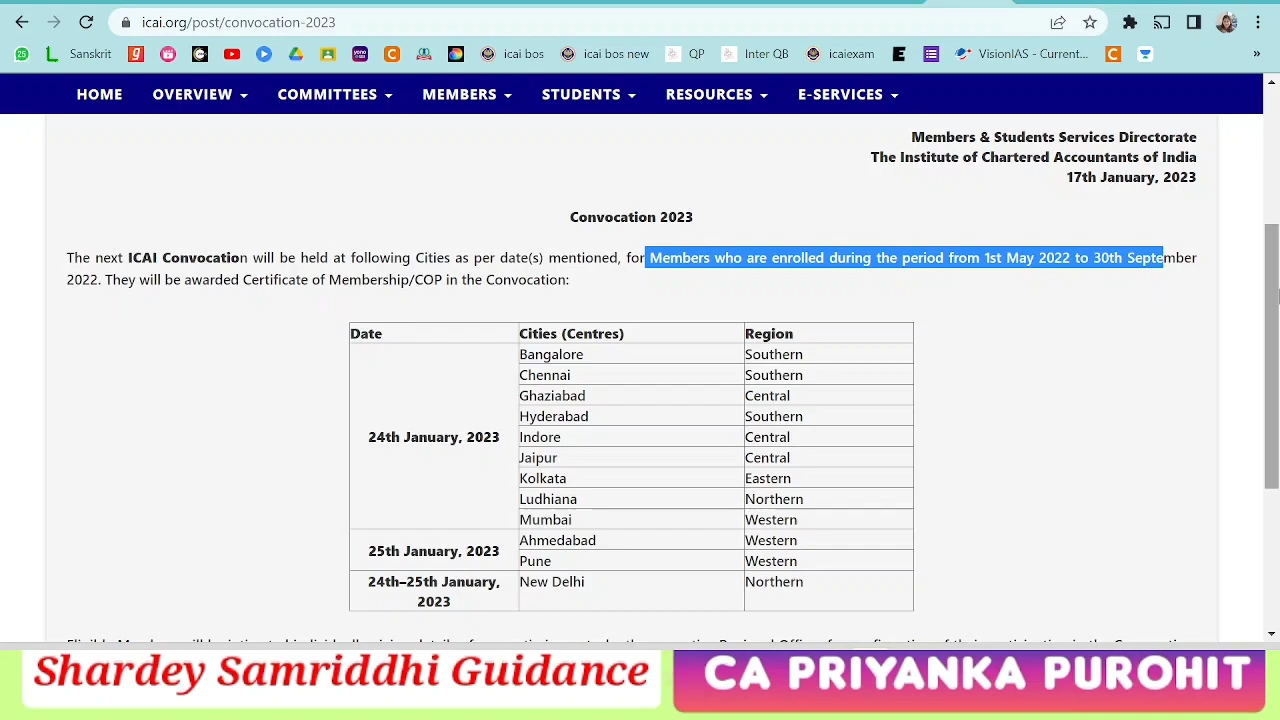 icai.org/post/convocation-2023
25
Sanskrit
icai bos
icai bos new
QP
Inter QB
caiexam
VisionIAS - Current...
»
HOME OVERVIEW COMMITTEES MEMBERS STUDENTS RESOURCES E-SERVICES
Members & Students Services Directorate
The Institute of Chartered Accountants of India
17th January, 2023
Convocation 2023
The next ICAI Convocation will be held at following Cities as per date(s) mentioned, for Members who are enrolled during the period from 1st May 2022 to 30th September
2022. They will be awarded Certificate of Membership/COP in the Convocation:
Date Cities (Centres) Region
Bangalore Southern
Chennai Southern
Ghaziabad Central
Hyderabad Southern
24th January, 2023 Indore Central
Jaipur Central
Kolkata Eastern
Ludhiana Northern
Mumbai Western
25th January, 2023 Ahmedabad Western
Pune Western
24th–25th January, New Delhi Northern
2023
Shardey Samriddhi Guidance
CA PRIYANKA PUROHIT